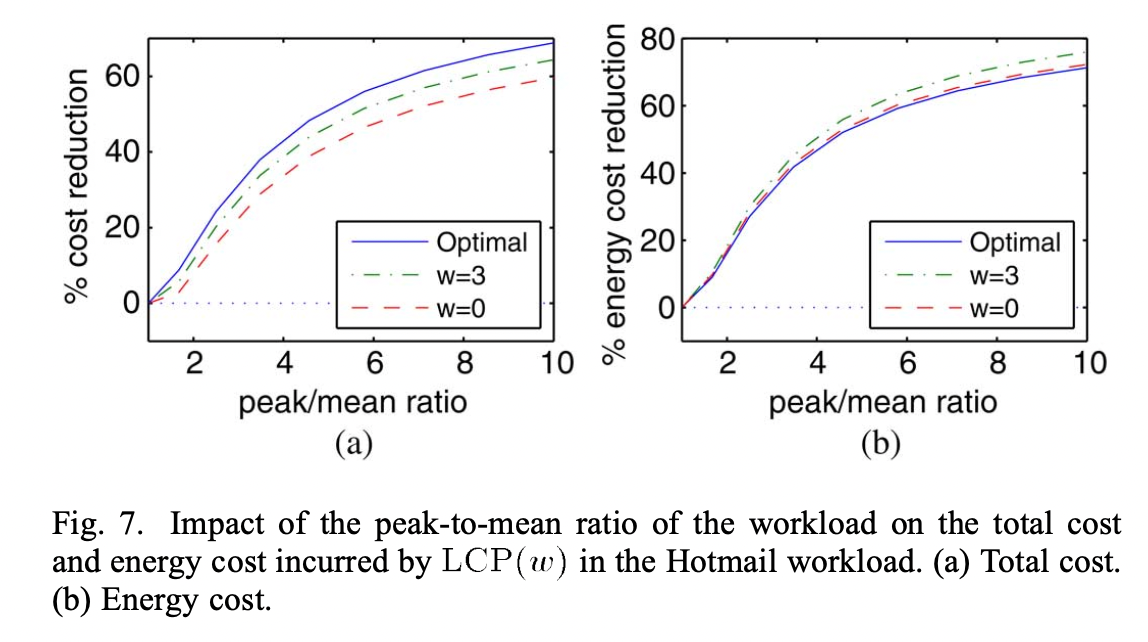 % cost reduction
60
40
20
0
2 4 6 8 10
peak/mean ratio
Optimal
w=3
w=0
(a)
% energy cost reduction
80
60
40
20
0
2 4 6 8 10
peak/mean ratio
Optimal
w=3
w=0
(b)
Fig. 7. Impact of the peak-to-mean ratio of the workload on the total cost
and energy cost incurred by LCP(w) in the Hotmail workload. (a) Total cost.
(b) Energy cost.